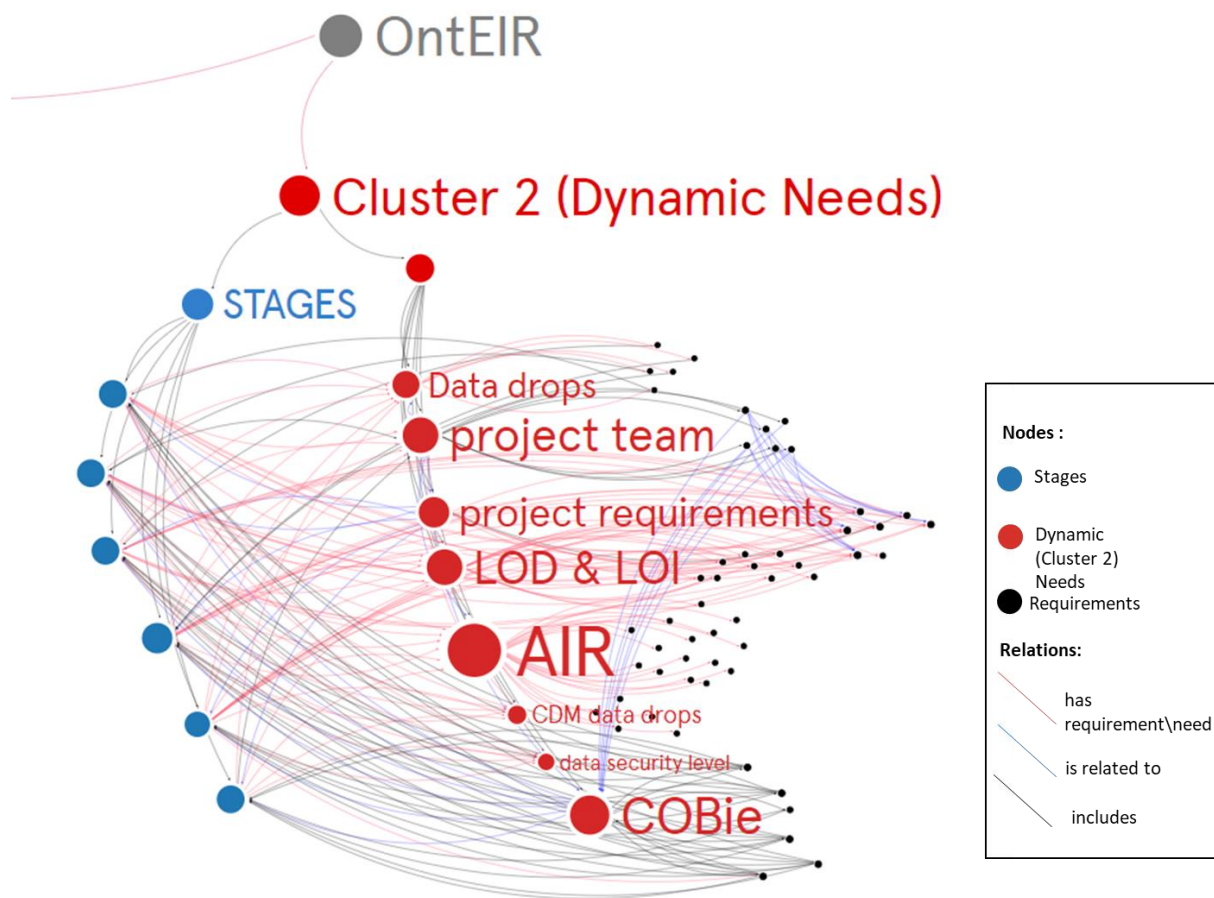 OntEIR
Cluster 2 (Dynamic Needs)
STAGES
Data drops
project team
project requirements
LOD & LOI
AIR
CDM data drops
data security level
COBie
Nodes :
Stages
Dynamic
(Cluster 2)
Needs
Requirements
Relations:
has
requirement\need
is related to
includes